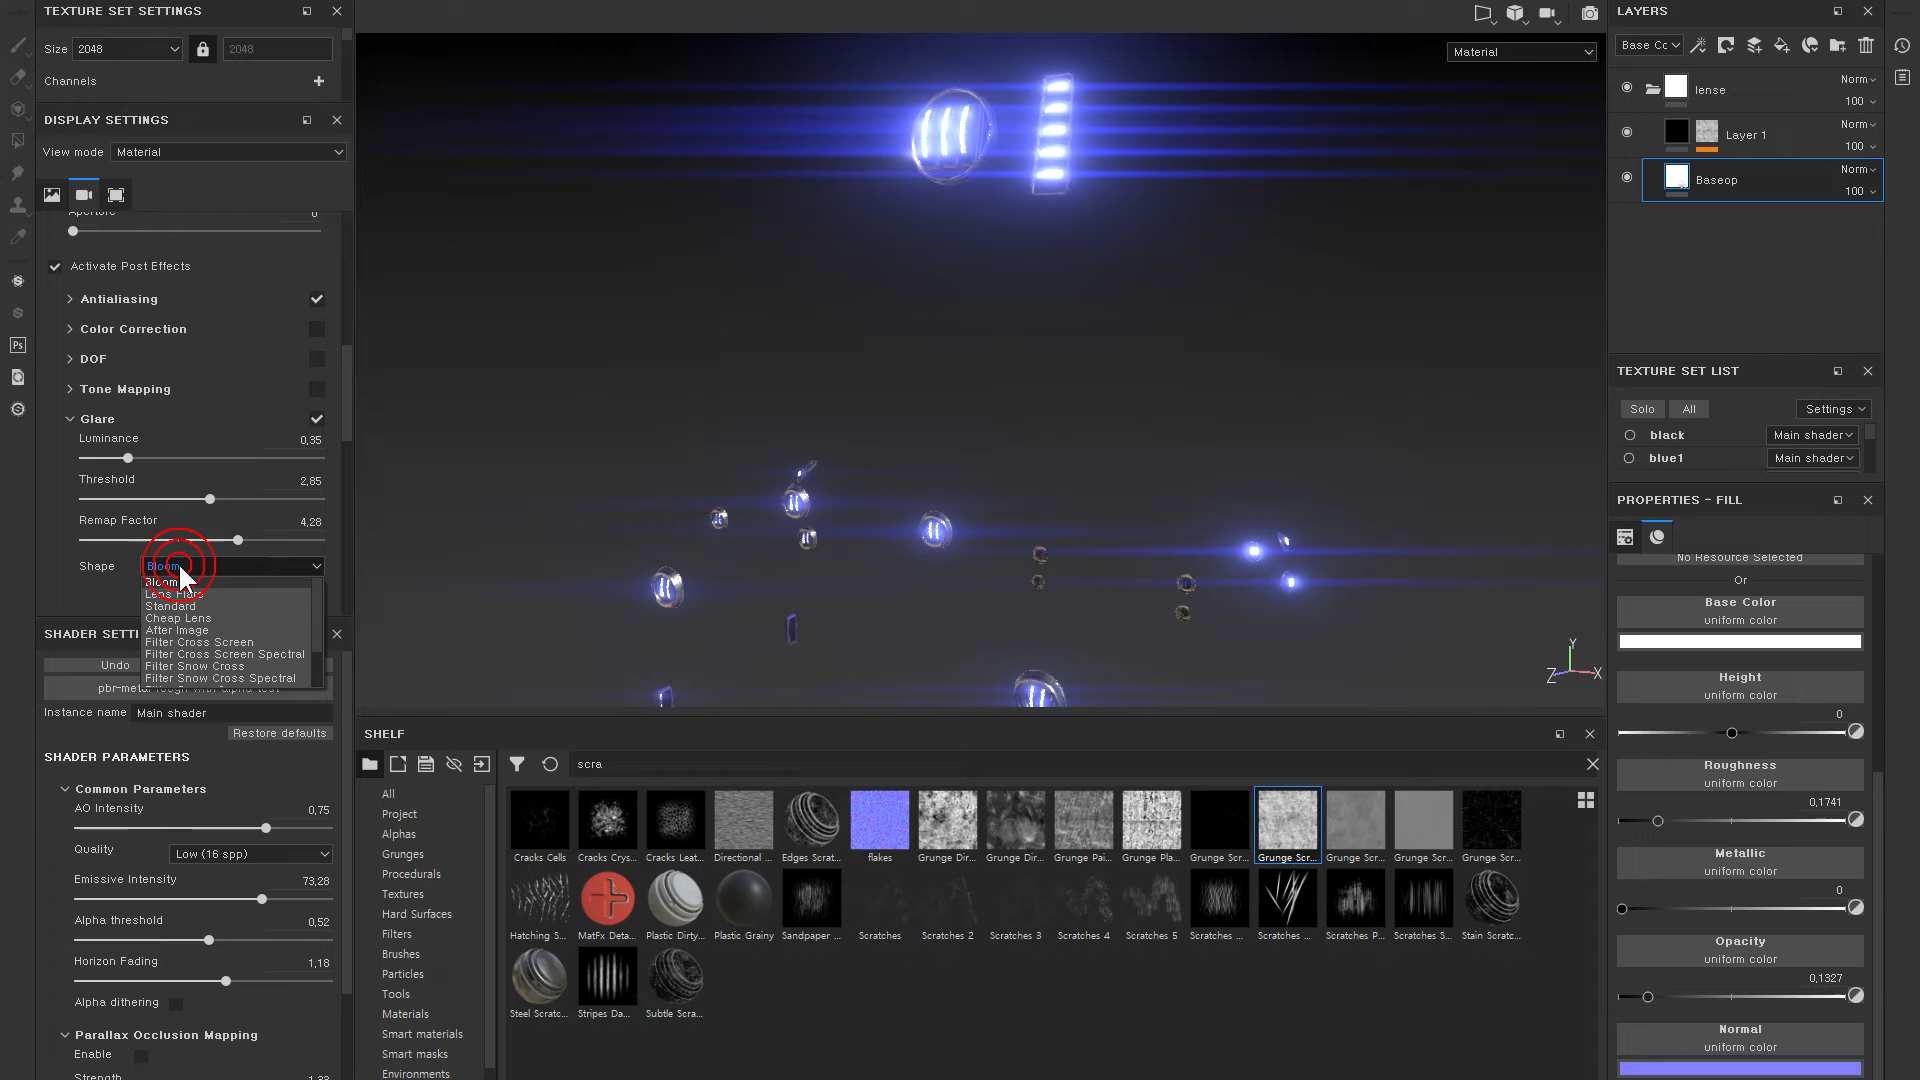 TEXTURE SET SETTINGS
Size 2048 2048
Channels
DISPLAY SETTINGS
View mode Material
Aperture 0
Activate Post Effects
Antialiasing
Color Correction
DOF
Tone Mapping
Glare
Luminance 0,35
Threshold 2,85
Remap Factor 4,28
Shape Bloom
Bloom
Lens Flare
Standard
Cheap Lens
After Image
Filter Cross Screen
Filter Cross Screen Spectral
Filter Snow Cross
Filter Snow Cross Spectral
SHADER SETTI
Undo
Instance name Main shader
Restore defaults
SHADER PARAMETERS
Common Parameters
AO Intensity 0,75
Quality Low (16 spp)
Emissive Intensity 73,28
Alpha threshold 0,52
Horizon Fading 1,18
Alpha dithering
Parallax Occlusion Mapping
Enable
Strength 1,33
Ps
Material
Y
Z X
SHELF
scra
All
Project
Alphas
Grunges
Procedurals
Textures
Hard Surfaces
Filters
Brushes
Particles
Tools
Materials
Smart materials
Smart masks
Environments
Cracks Cells Cracks Crys... Cracks Leat... Directional ... Edges Scrat... flakes Grunge Dir... Grunge Dir... Grunge Pai... Grunge Pla... Grunge Scr... Grunge Scr... Grunge Scr... Grunge Scr... Grunge Scr...
Hatching S... MatFx Deta... Plastic Dirty... Plastic Grainy Sandpaper ... Scratches Scratches 2 Scratches 3 Scratches 4 Scratches 5 Scratches ... Scratches ... Scratches P... Scratches S... Stain Scratc...
Steel Scratc... Stripes Da... Subtle Scra...
LAYERS
Base Cc
lense Norm
100
Layer 1 Norm
100
Baseop Norm
100
TEXTURE SET LIST
Solo All Settings
black Main shader
blue1 Main shader
PROPERTIES - FILL
No Resource Selected
Or
Base Color
uniform color
Height
uniform color
0
Roughness
uniform color
0,1741
Metallic
uniform color
0
Opacity
uniform color
0,1327
Normal
uniform color